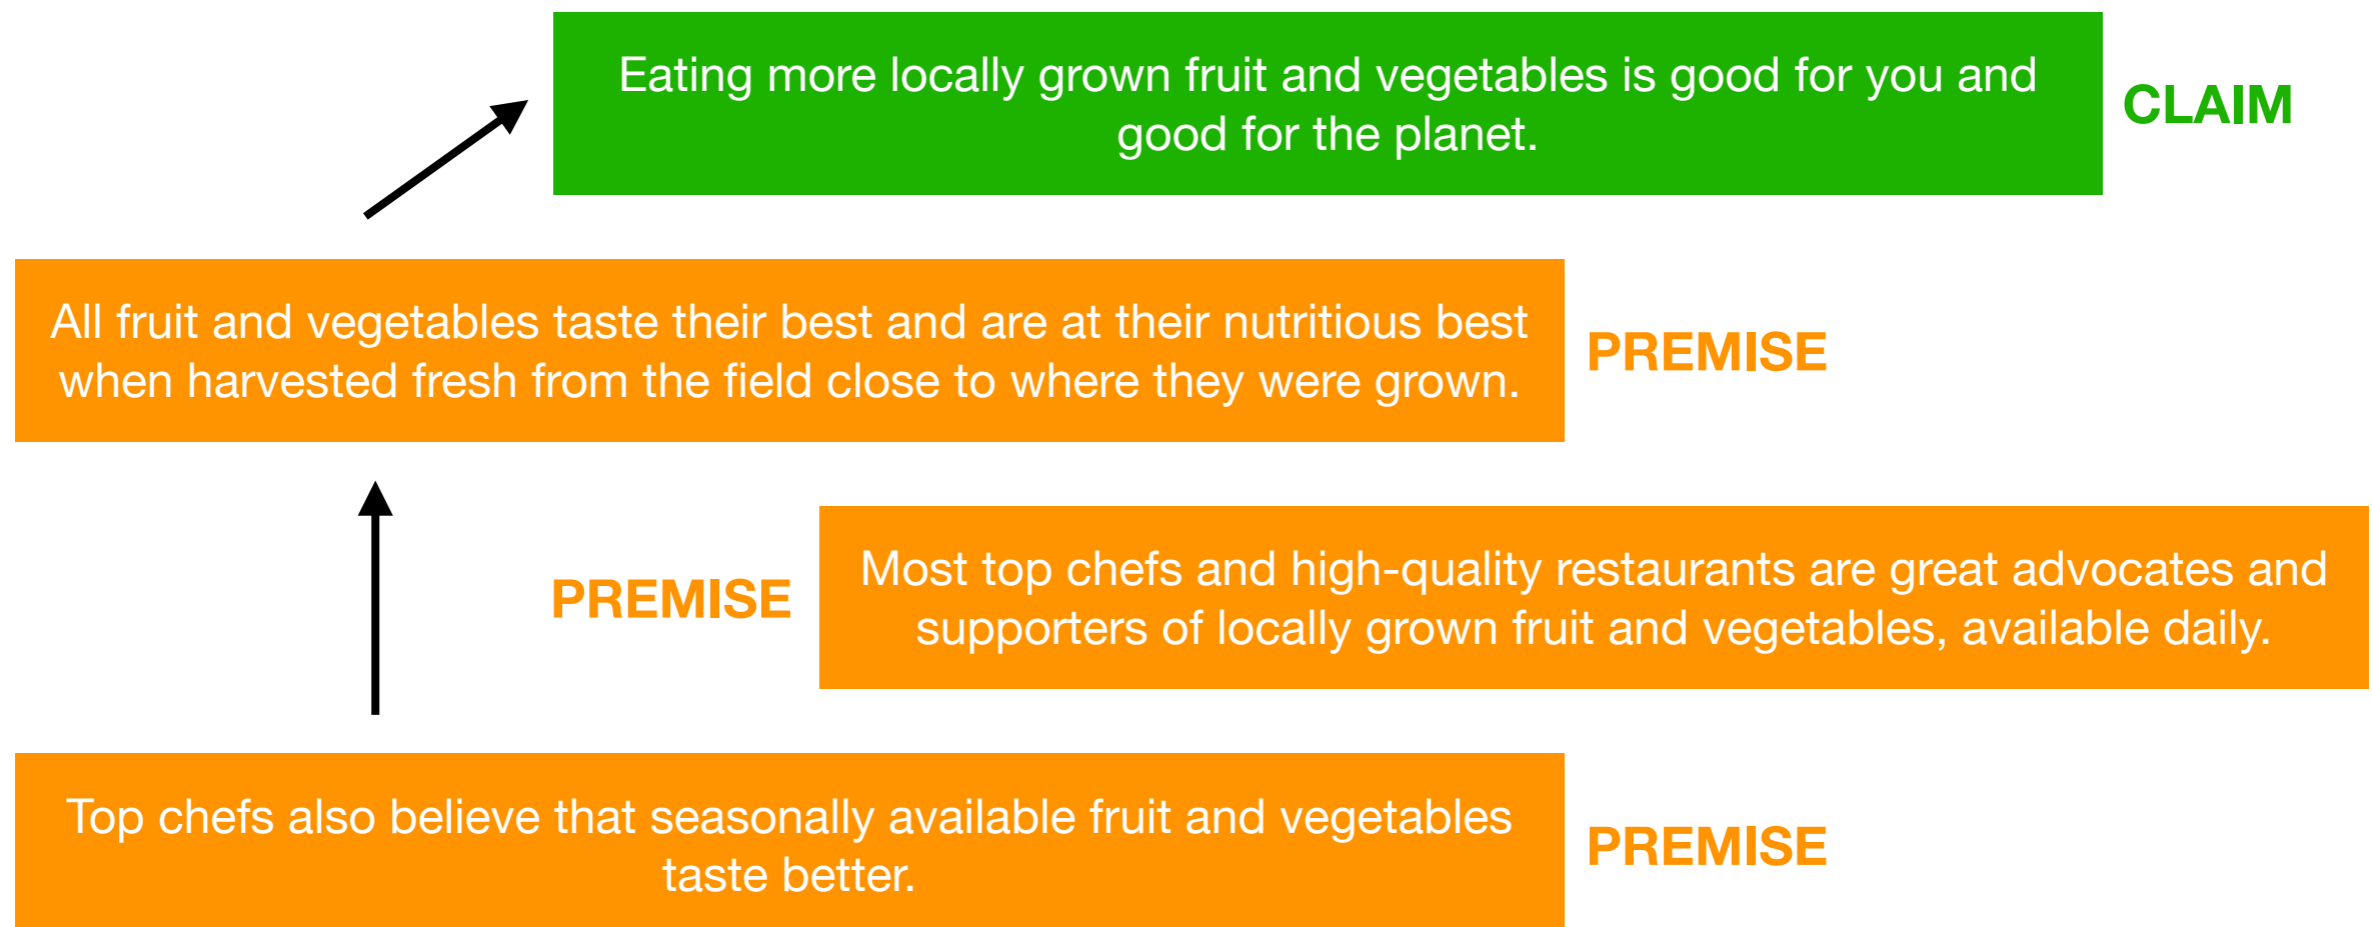 Eating more locally grown fruit and vegetables is good for you and
good for the planet.
CLAIM
All fruit and vegetables taste their best and are at their nutritious best
when harvested fresh from the field close to where they were grown.
PREMISE
PREMISE
Most top chefs and high-quality restaurants are great advocates and
supporters of locally grown fruit and vegetables, available daily.
Top chefs also believe that seasonally available fruit and vegetables
taste better.
PREMISE